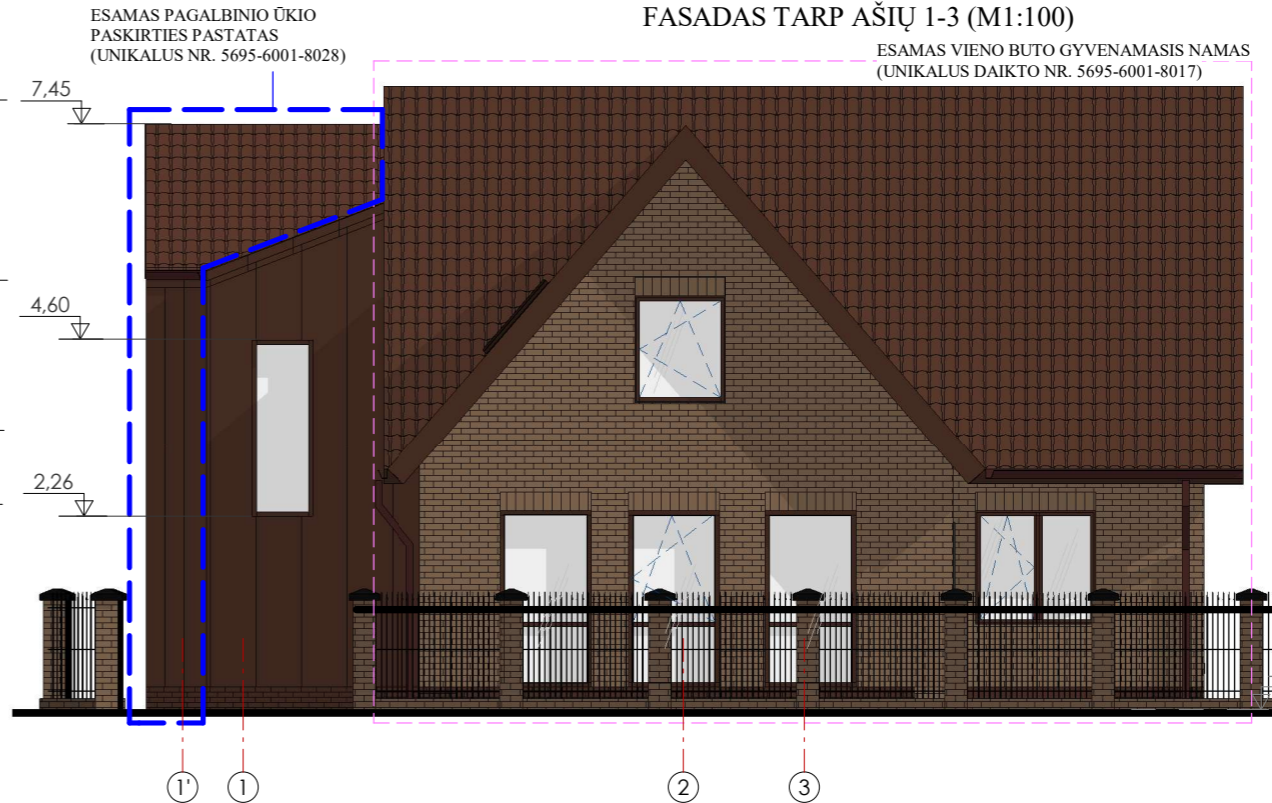 ESAMAS PAGALBINIO ŪKIO
PASKIRTIES PASTATAS
(UNIKALUS NR. 5695-6001-8028)
FASADAS TARP AŠIŲ 1-3 (M1:100)
ESAMAS VIENO BUTO GYVENAMASIS NAMAS
(UNIKALUS DAIKTO NR. 5695-6001-8017)
7,45
4,60
2,26
1'
1
2
3